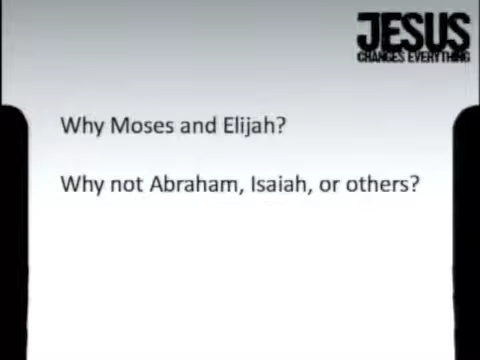 JESUS
CHANGES EVERYTHING
Why Moses and Elijah?
Why not Abraham, Isaiah, or others?